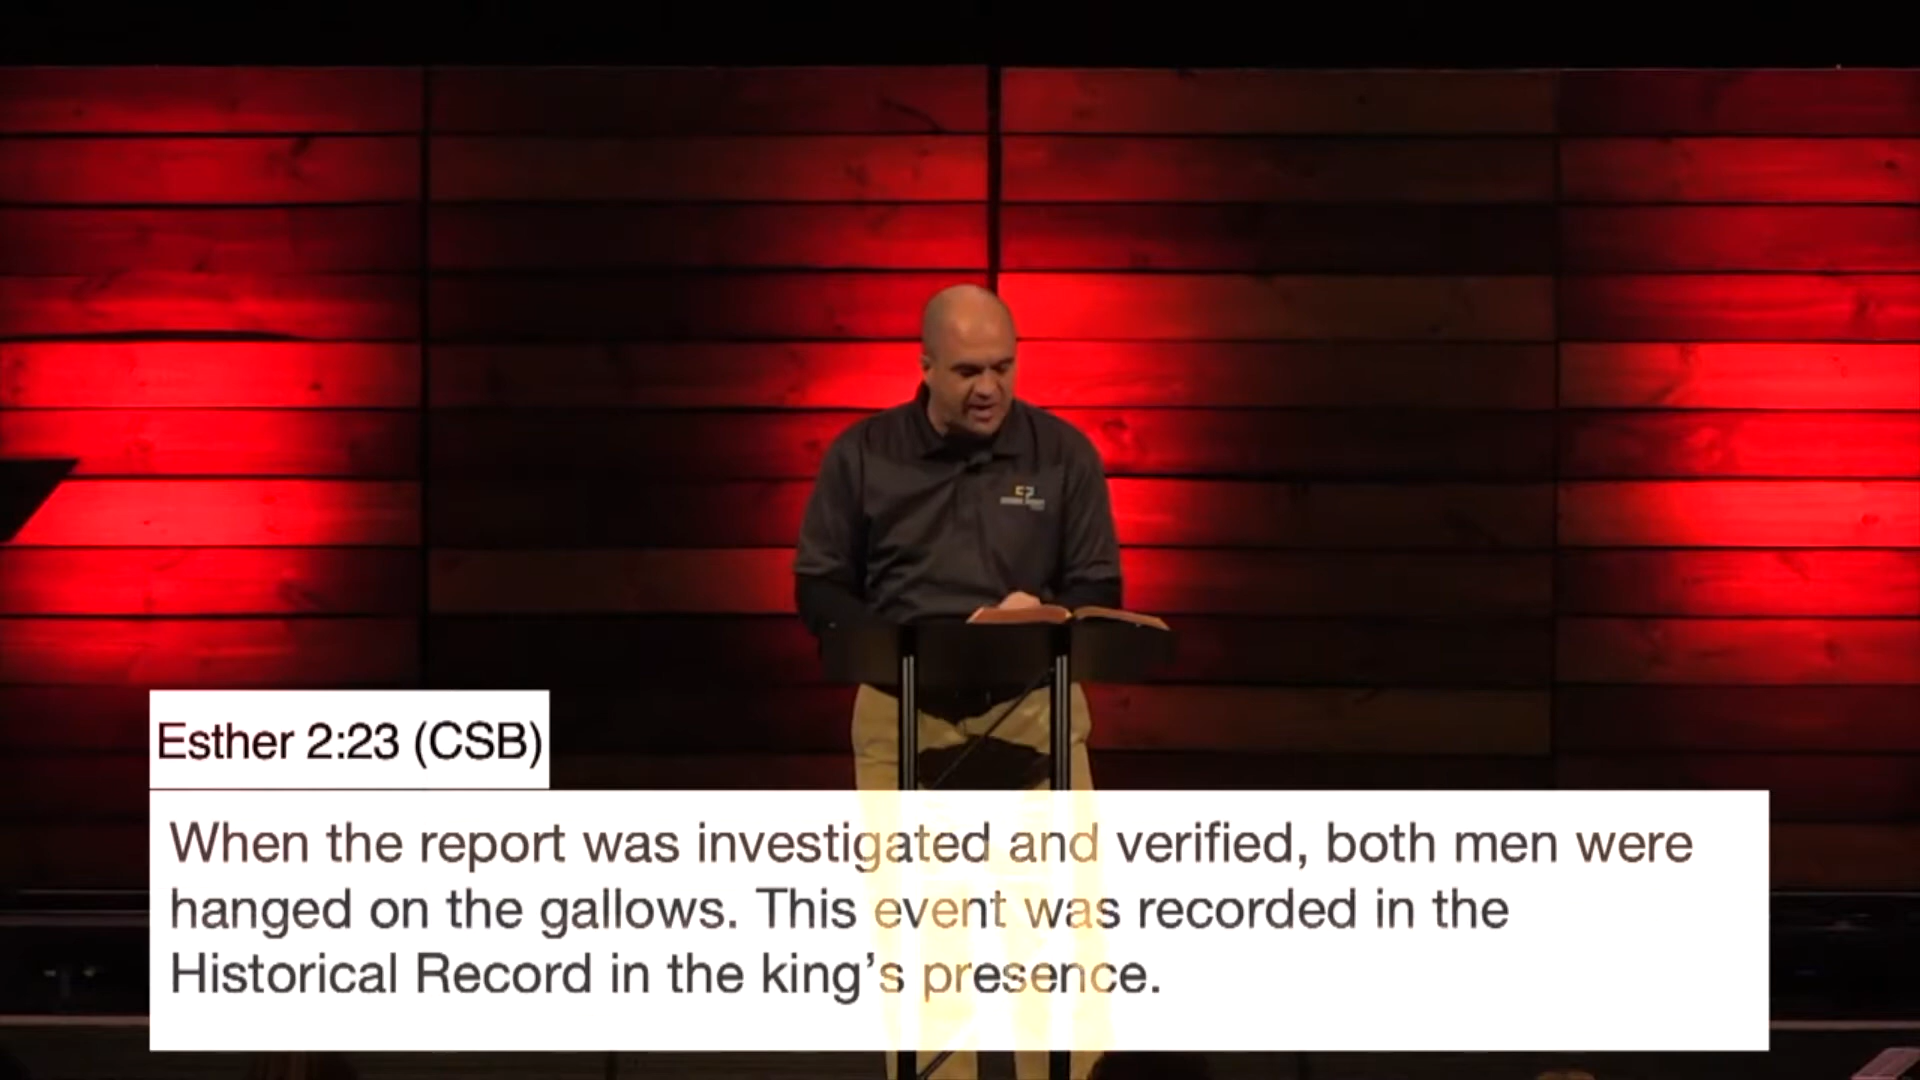 Esther 2:23 (CSB)
When the report was investigated and verified, both men were
hanged on the gallows. This event was recorded in the
Historical Record in the king’s presence.